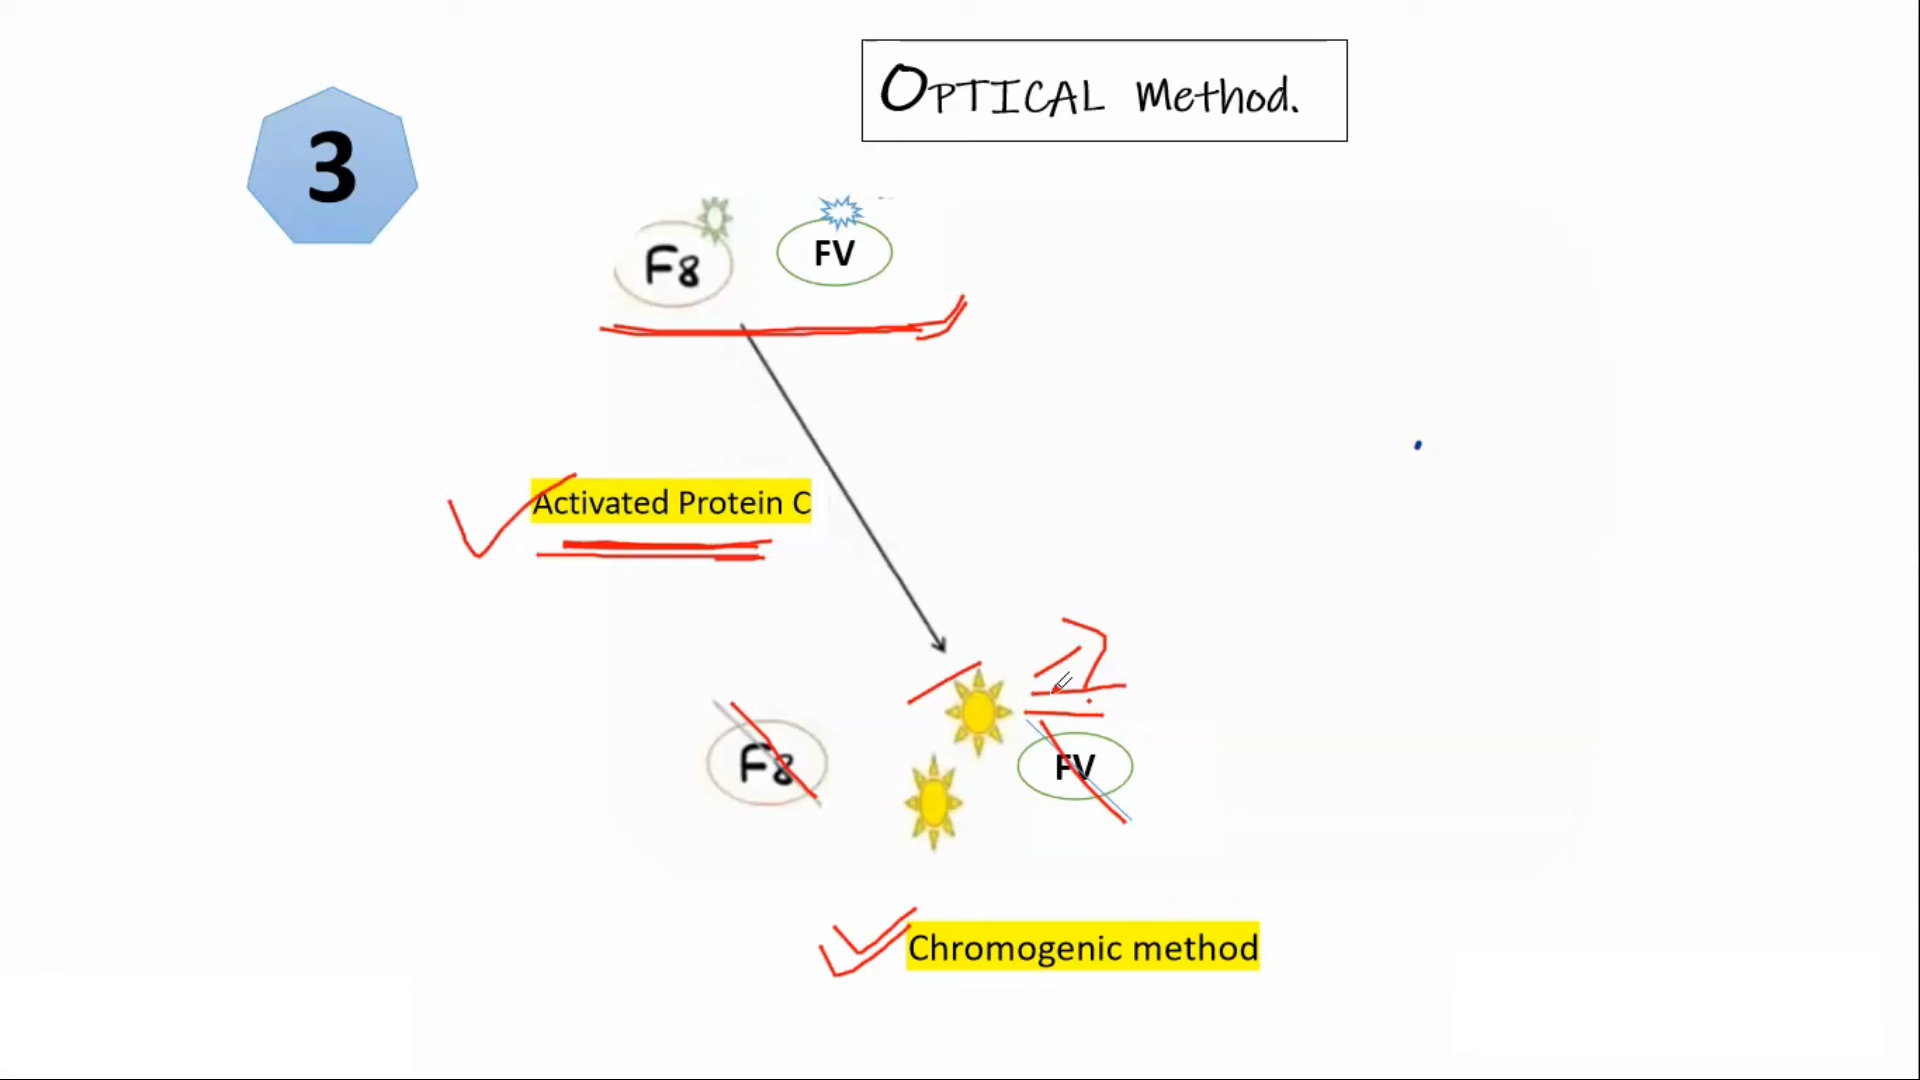 OPTICAL Method.
3
F8
FV
Activated Protein C
?
F8
FV
Chromogenic method